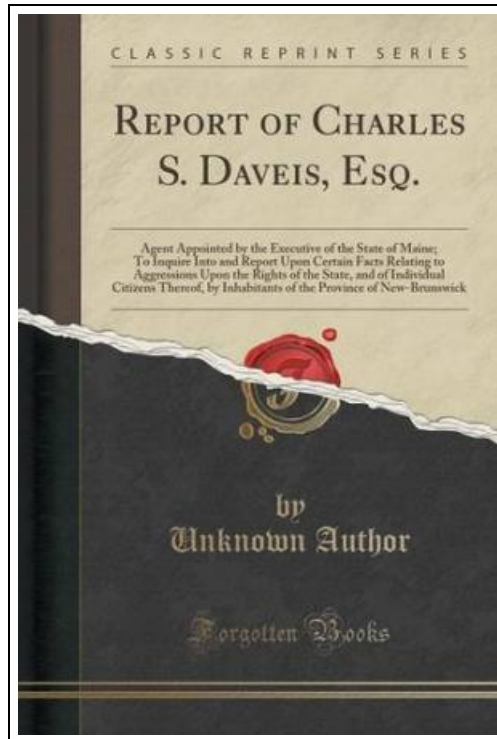 CLASSIC REPRINT SERIES
REPORT OF CHARLES
S. DAVEIS, ESQ.
Agent Appointed by the Executive of the State of Maine;
To Inquire Into and Report Upon Certain Facts Relating to
Aggressions Upon the Rights of the State, and of Individual
Citizens Thereof, by Inhabitants of the Province of New-Brunswick
by
Unknown Author
Forgotten Books